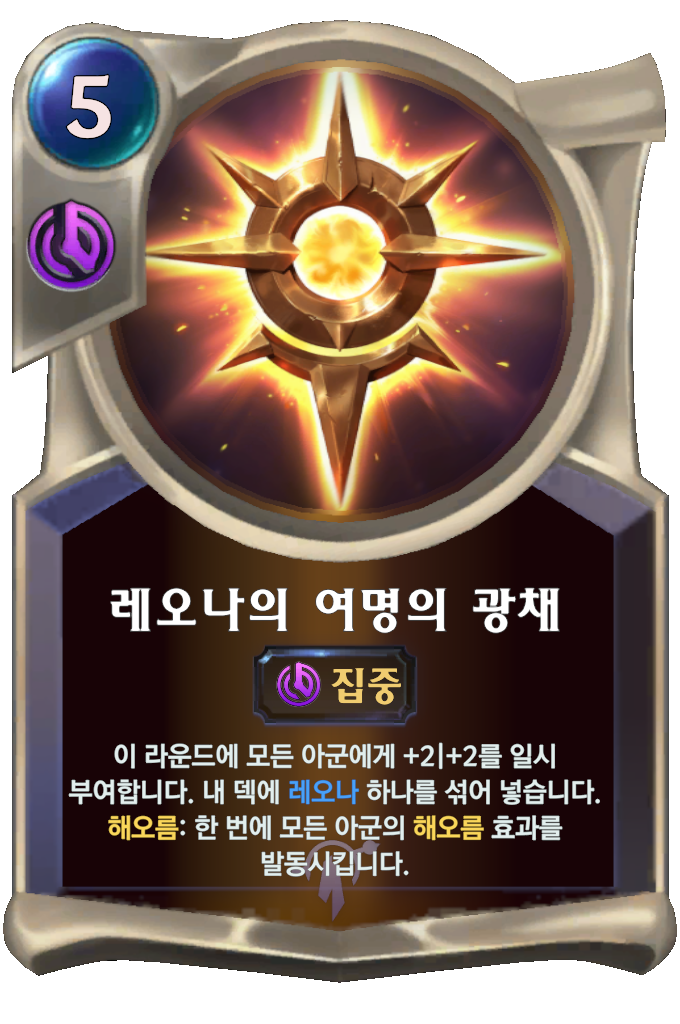 5
레오나의 여명의 광채
집중
이 라운드에 모든 아군에게 +2|+2를 일시
부여합니다. 내 덱에 레오나 하나를 섞어 넣습니다.
해오름: 한 번에 모든 아군의 해오름 효과를
발동시킵니다.